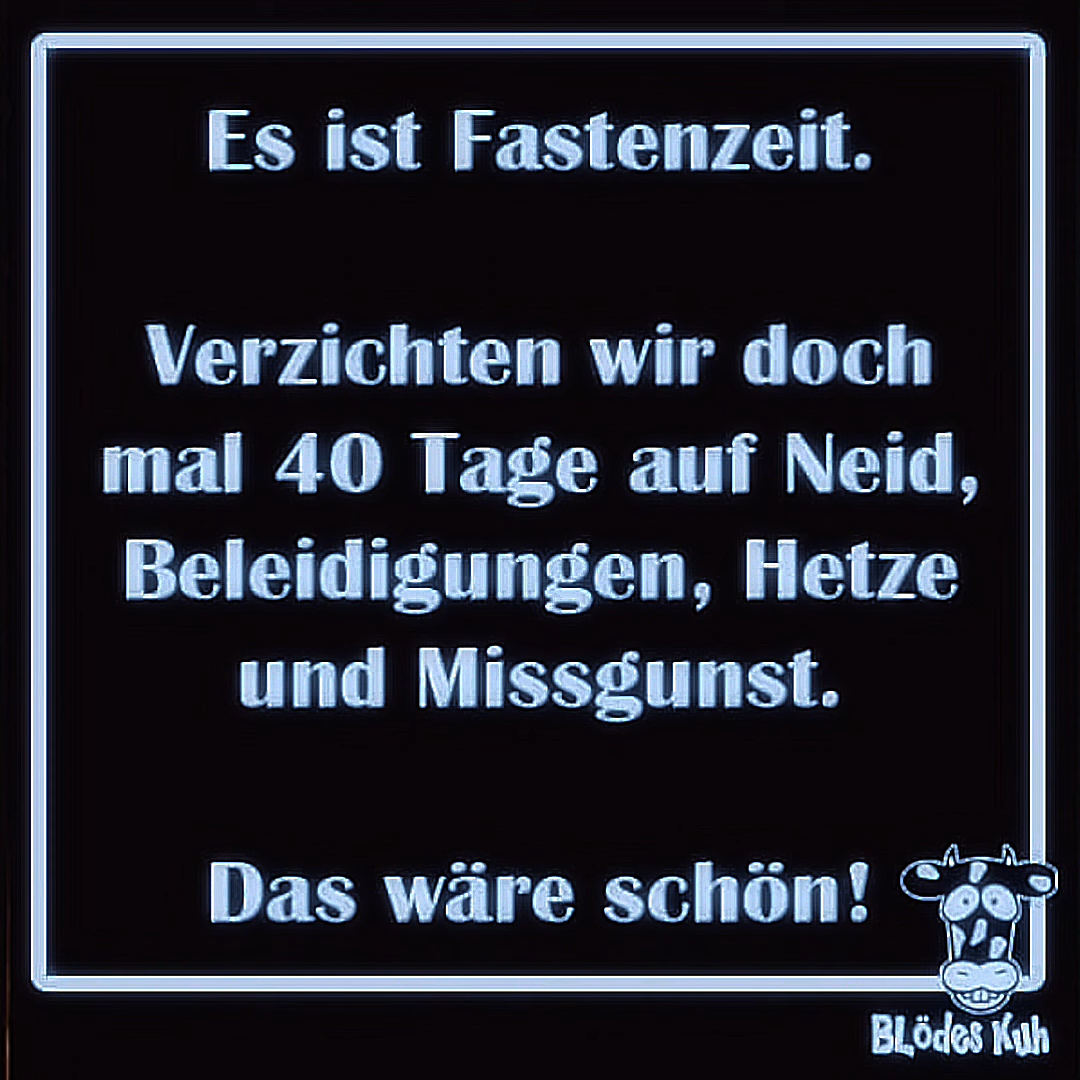 Es ist Fastenzeit.
Verzichten wir doch
mal 40 Tage auf Neid,
Beleidigungen, Hetze
und Missgunst.
Das wäre schön!
BLödes Kuh